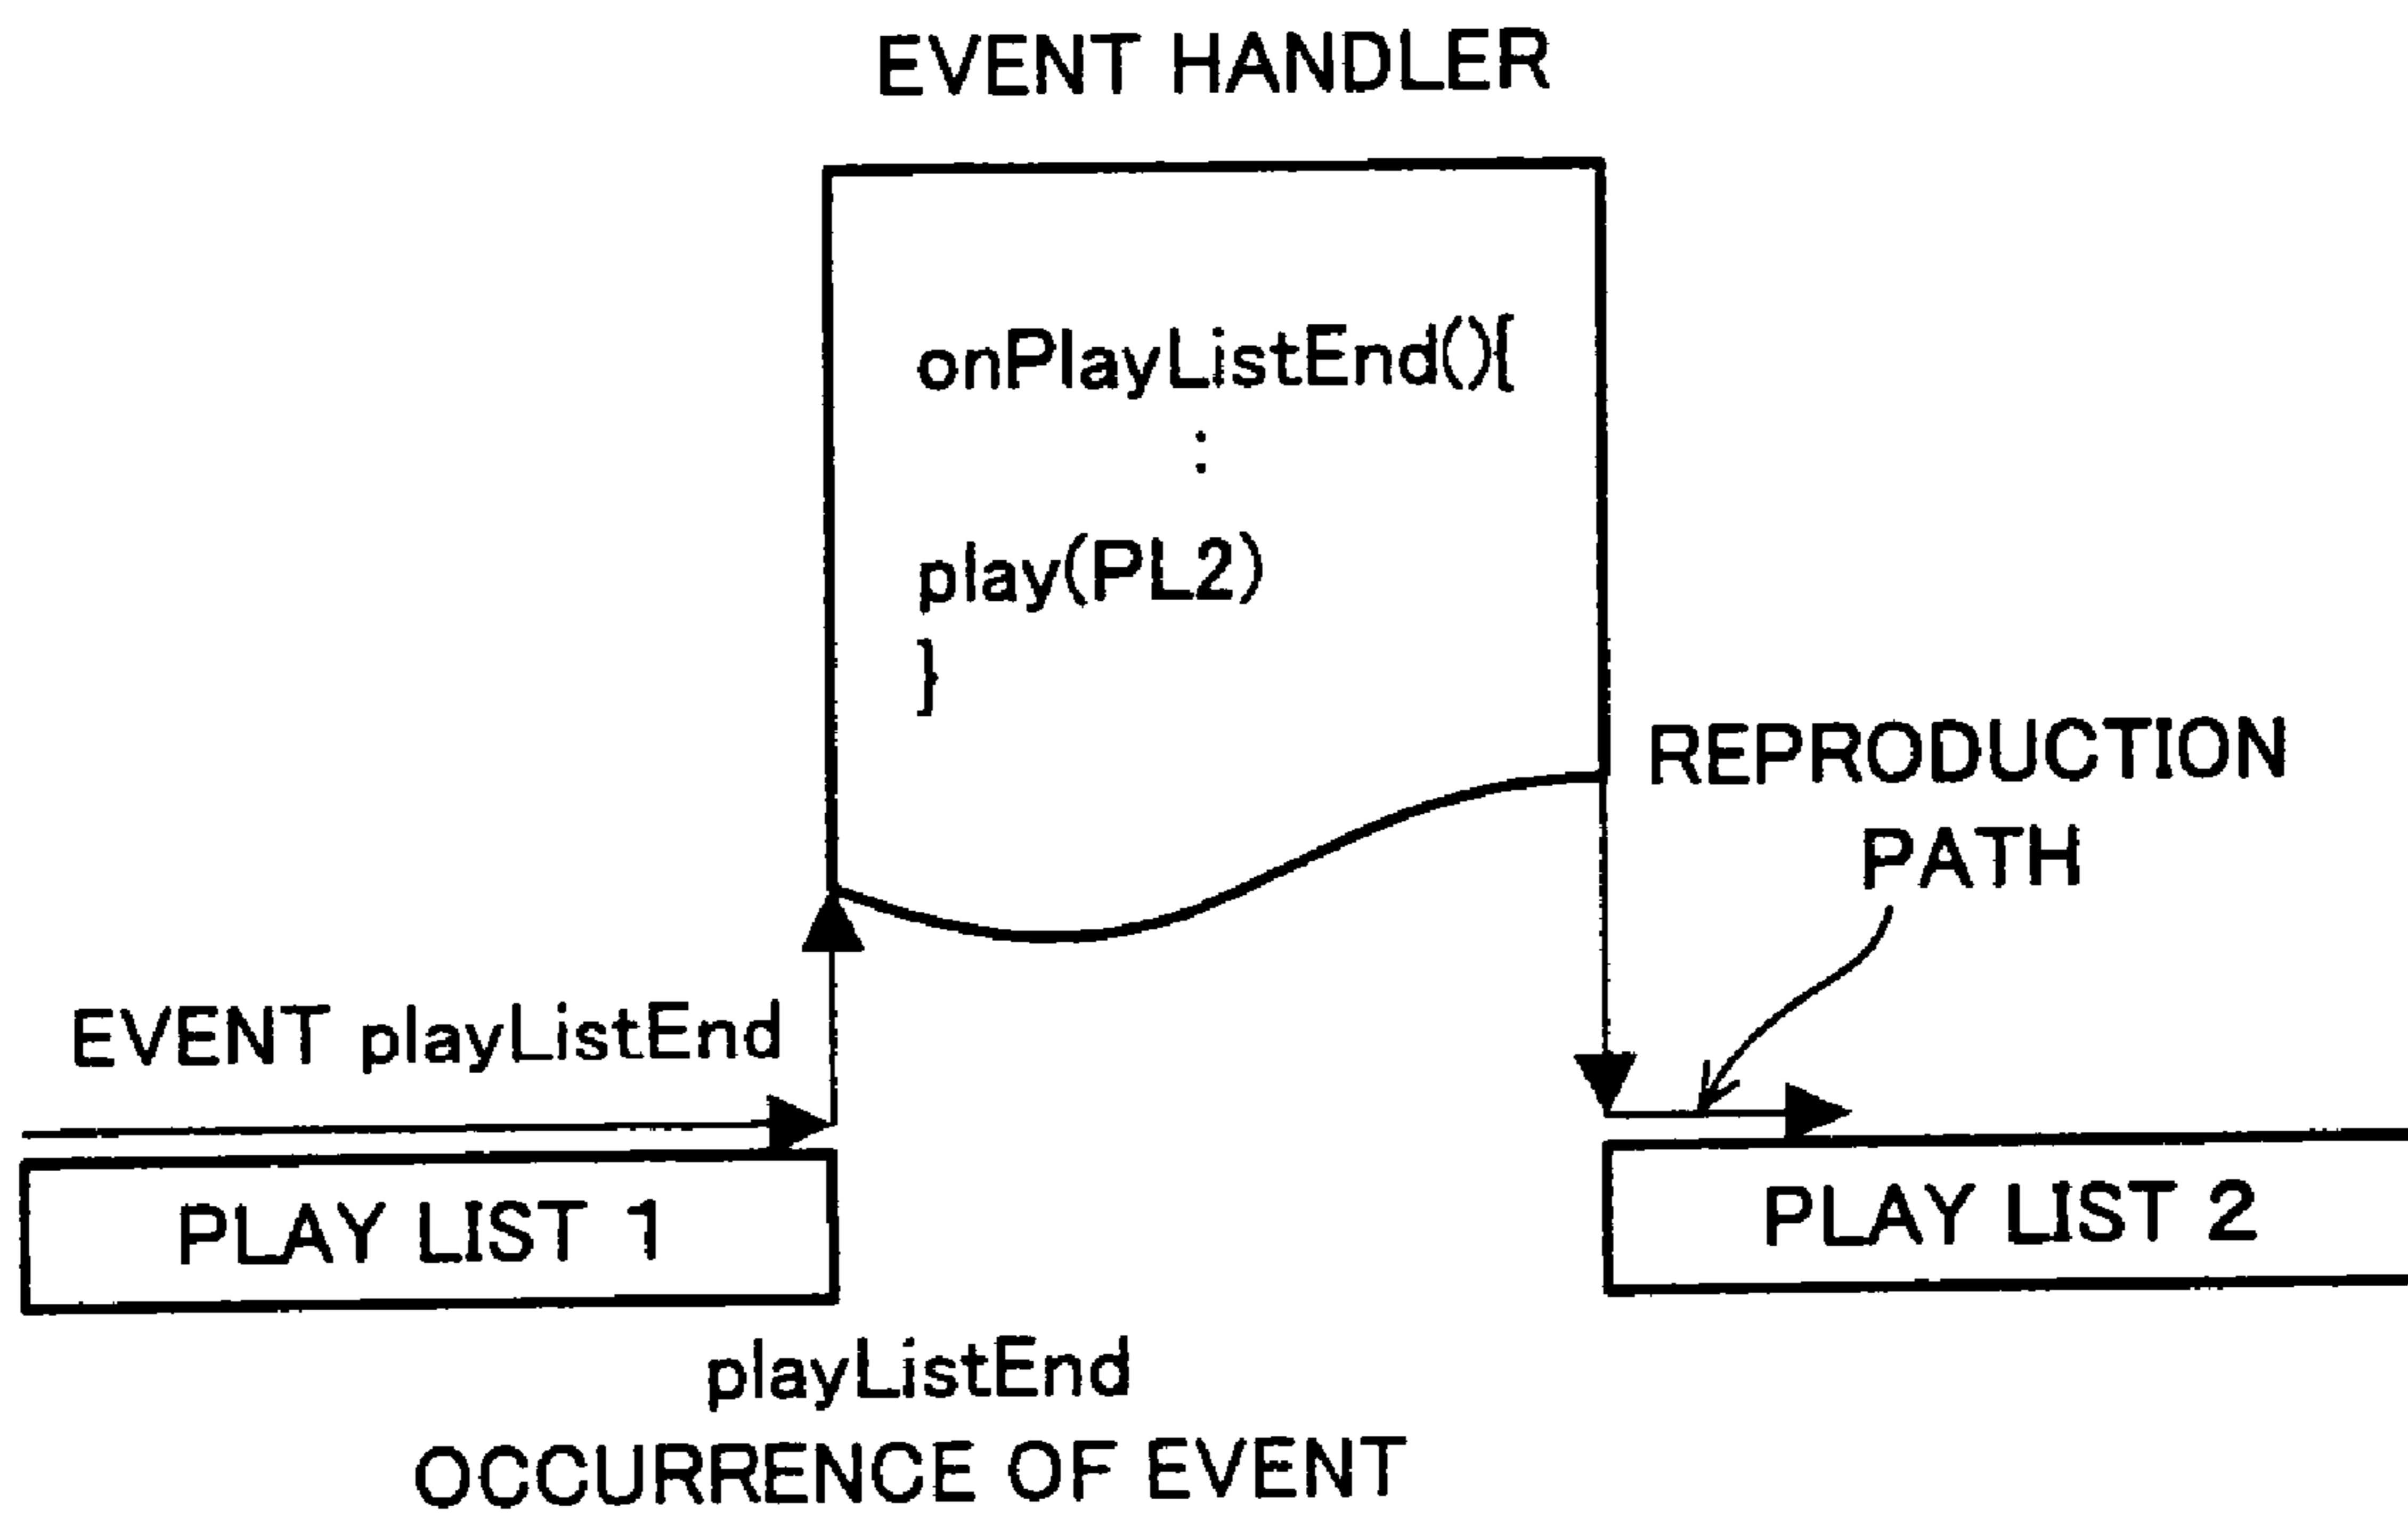 EVENT HANDLER
onPlayListEnd(){
:
play(PL2)
}
REPRODUCTION
PATH
EVENT playListEnd
PLAY LIST 1
PLAY LIST 2
playListEnd
OCCURRENCE OF EVENT